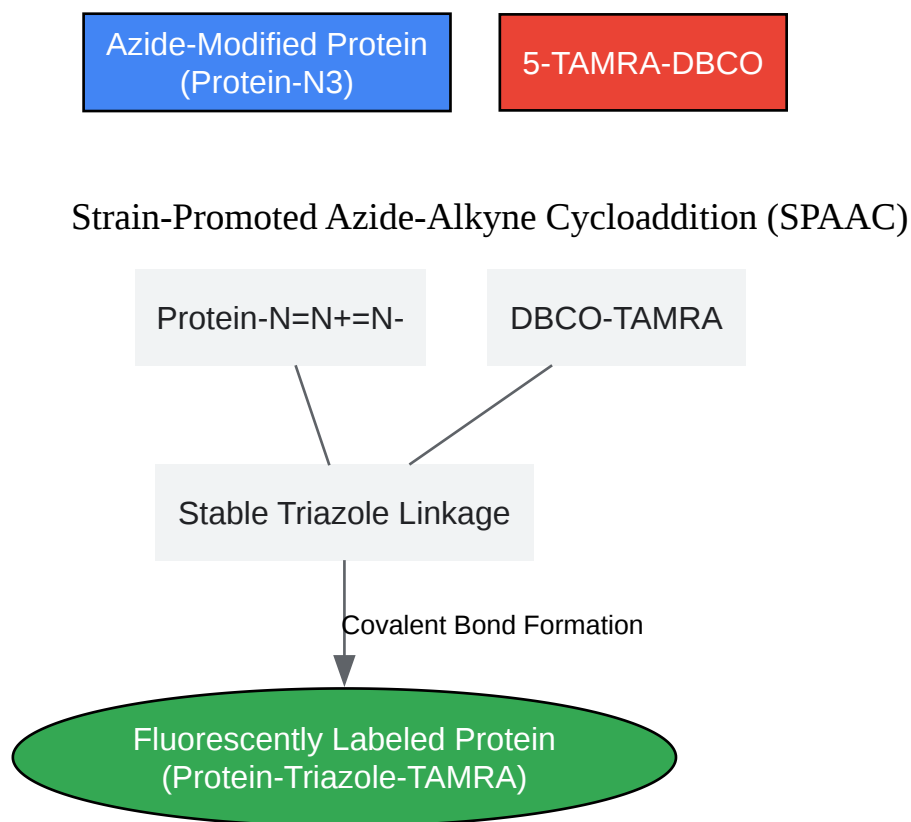 Azide-Modified Protein
(Protein-N3)
5-TAMRA-DBCO
Strain-Promoted Azide-Alkyne Cycloaddition (SPAAC)
Protein-N=N+=N-
DBCO-TAMRA
Stable Triazole Linkage
Covalent Bond Formation
Fluorescently Labeled Protein
(Protein-Triazole-TAMRA)